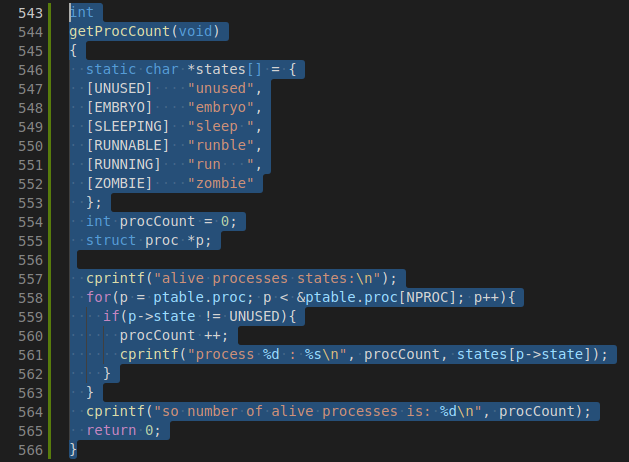 543 int
544 getProcCount(void)
545 {
546   static char *states[] = {
547   [UNUSED]    "unused",
548   [EMBRYO]    "embryo",
549   [SLEEPING]  "sleep ",
550   [RUNNABLE]  "runble",
551   [RUNNING]   "run   ",
552   [ZOMBIE]    "zombie"
553   };
554   int procCount = 0;
555   struct proc *p;
556
557   cprintf("alive processes states:\n");
558   for(p = ptable.proc; p < &ptable.proc[NPROC]; p++){
559     if(p->state != UNUSED){
560       procCount ++;
561       cprintf("process %d : %s\n", procCount, states[p->state]);
562     }
563   }
564   cprintf("so number of alive processes is: %d\n", procCount);
565   return 0;
566 }